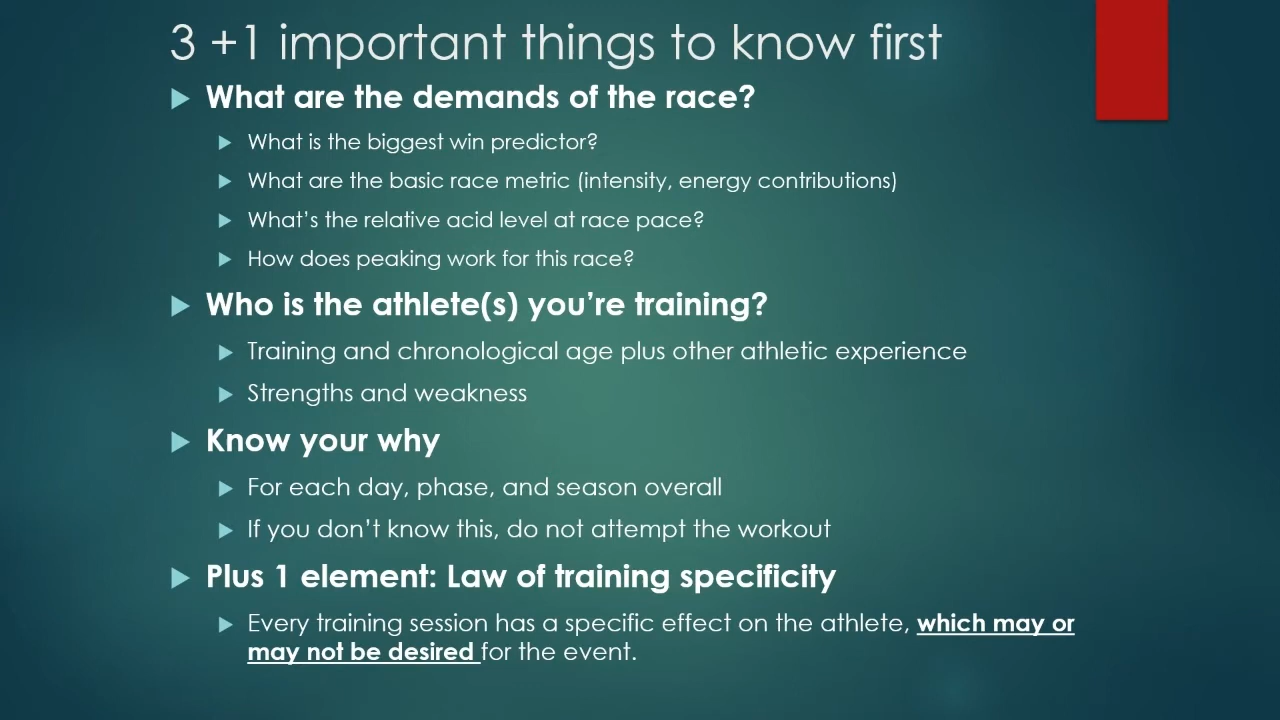 3 +1 important things to know first
What are the demands of the race?
What is the biggest win predictor?
What are the basic race metric (intensity, energy contributions)
What's the relative acid level at race pace?
How does peaking work for this race?
Who is the athlete(s) you're training?
Training and chronological age plus other athletic experience
Strengths and weakness
Know your why
For each day, phase, and season overall
If you don't know this, do not attempt the workout
Plus 1 element: Law of training specificity
Every training session has a specific effect on the athlete, which may or
may not be desired for the event.